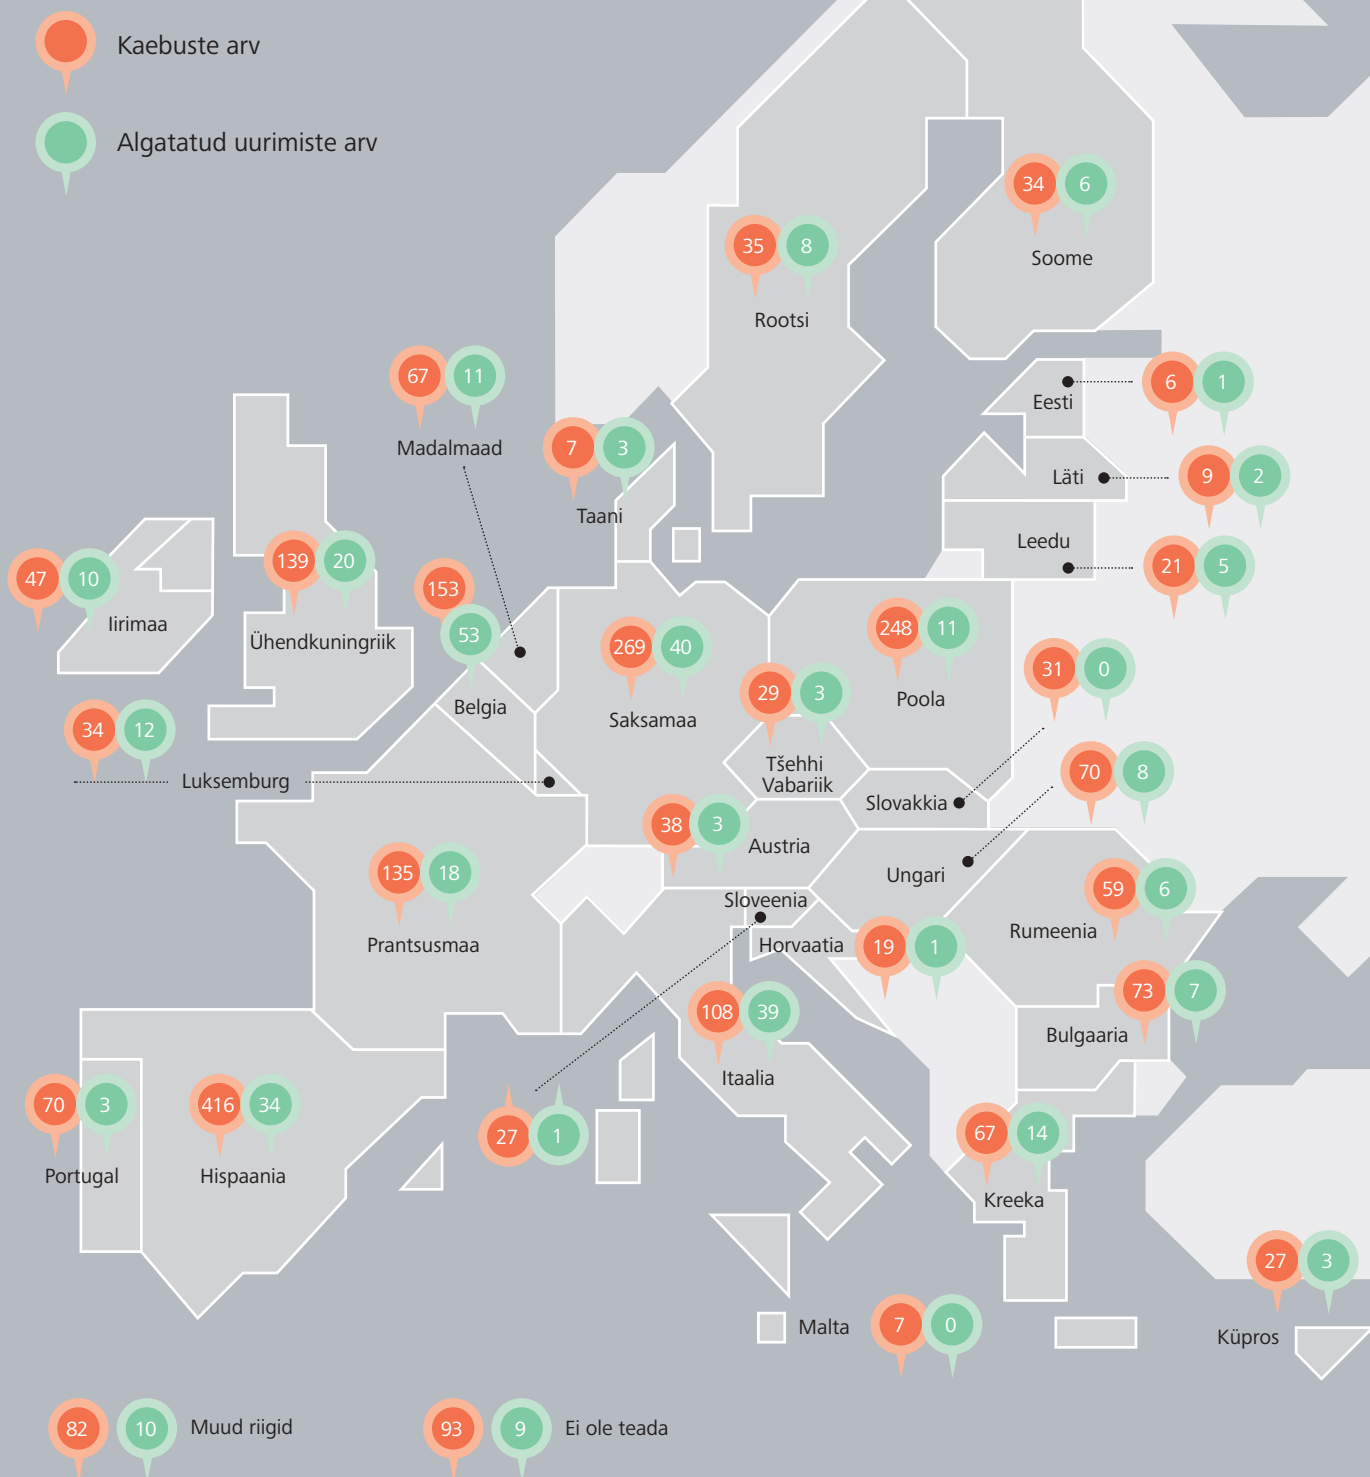 Kaebuste arv
Algatatud uurimiste arv
34 6
Soome
35 8
Rootsi
67 11
Madalmaad
6 1
Eesti
7 3
Taani
9 2
Läti
Leedu
21 5
47 10
Iirimaa
139 20
Ühendkuningriik
153
53
Belgia
269 40
Saksamaa
248 11
Poola
31 0
Slovakkia
29 3
Tšehhi
Vabariik
34 12
Luksemburg
70 8
Ungari
38 3
Austria
135 18
Prantsusmaa
59 6
Rumeenia
Sloveenia
27 1
Horvaatia
19 1
73 7
Bulgaaria
108 39
Itaalia
70 3
Portugal
416 34
Hispaania
67 14
Kreeka
27 3
Küpros
Malta
7 0
82 10 Muud riigid
93 9 Ei ole teada